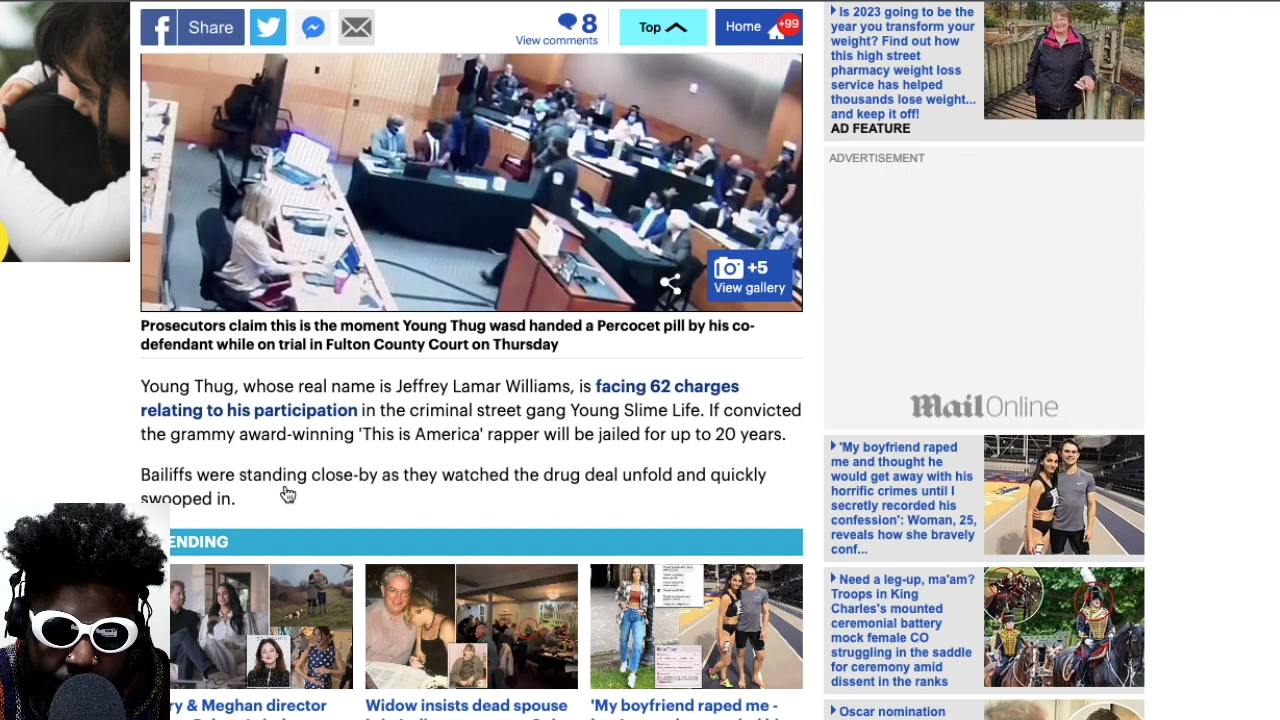 Share
8
View comments
Top
Home
+99
+5
View gallery
Prosecutors claim this is the moment Young Thug wasd handed a Percocet pill by his co-
defendant while on trial in Fulton County Court on Thursday
Young Thug, whose real name is Jeffrey Lamar Williams, is facing 62 charges
relating to his participation in the criminal street gang Young Slime Life. If convicted
the grammy award-winning 'This is America' rapper will be jailed for up to 20 years.
Bailiffs were standing close-by as they watched the drug deal unfold and quickly
swooped in.
ENDING
ry & Meghan director
Widow insists dead spouse
'My boyfriend raped me -
Is 2023 going to be the
year you transform your
weight? Find out how
this high street
pharmacy weight loss
service has helped
thousands lose weight...
and keep it off!
AD FEATURE
ADVERTISEMENT
Mail Online
'My boyfriend raped
me and thought he
would get away with his
horrific crimes until I
secretly recorded his
confession': Woman, 25,
reveals how she bravely
conf...
Need a leg-up, ma'am?
Troops in King
Charles's mounted
ceremonial battery
mock female CO
struggling in the saddle
for ceremony amid
dissent in the ranks
Oscar nomination